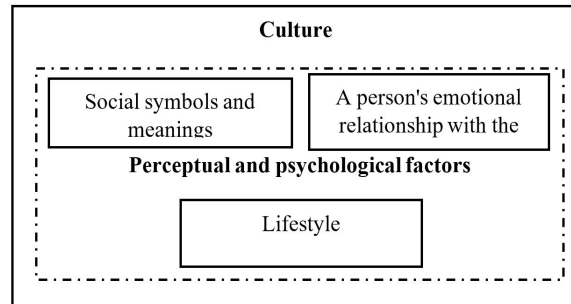 Culture
Social symbols and
meanings
A person's emotional
relationship with the
Perceptual and psychological factors
Lifestyle